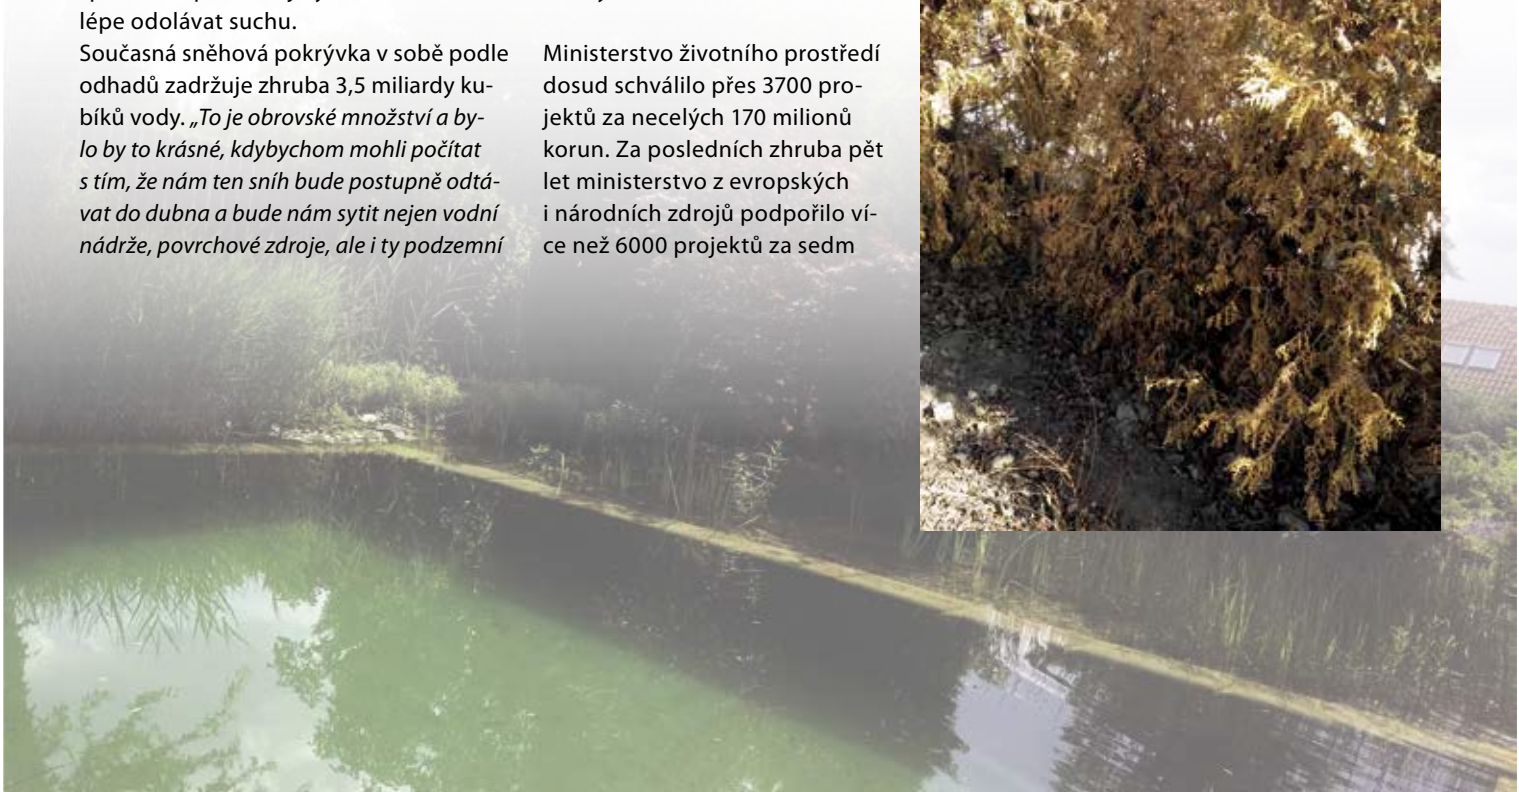 lépe odolávat suchu.
Současná sněhová pokrývka v sobě podle
odhadů zadržuje zhruba 3,5 miliardy ku-
bíků vody. „To je obrovské množství a by-
lo by to krásné, kdybychom mohli počítat
s tím, že nám ten sníh bude postupně odtá-
vat do dubna a bude nám sytit nejen vodní
nádrže, povrchové zdroje, ale i ty podzemní
Ministerstvo životního prostředí
dosud schválilo přes 3700 pro-
jektů za necelých 170 milionů
korun. Za posledních zhruba pět
let ministerstvo z evropských
i národních zdrojů podpořilo ví-
ce než 6000 projektů za sedm